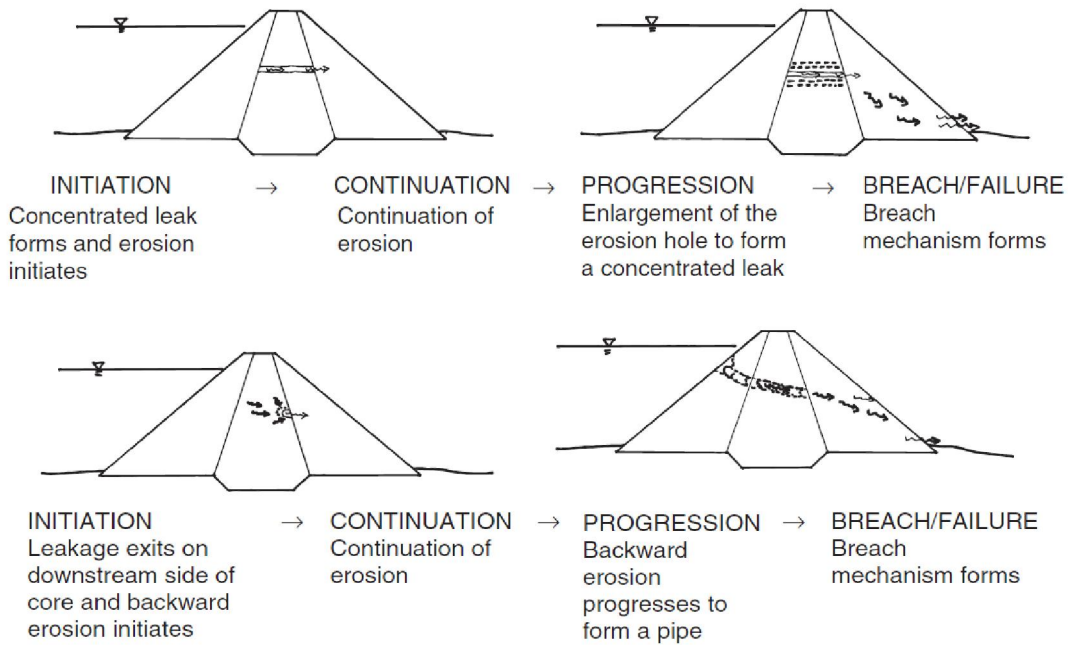 INITIATION → CONTINUATION → PROGRESSION → BREACH/FAILURE
Concentrated leak
forms and erosion
initiates
Continuation of
erosion
Enlargement of the
erosion hole to form
a concentrated leak
Breach
mechanism forms
INITIATION → CONTINUATION → PROGRESSION → BREACH/FAILURE
Leakage exits on
downstream side of
core and backward
erosion initiates
Continuation of
erosion
Backward
erosion
progresses to
form a pipe
Breach
mechanism forms